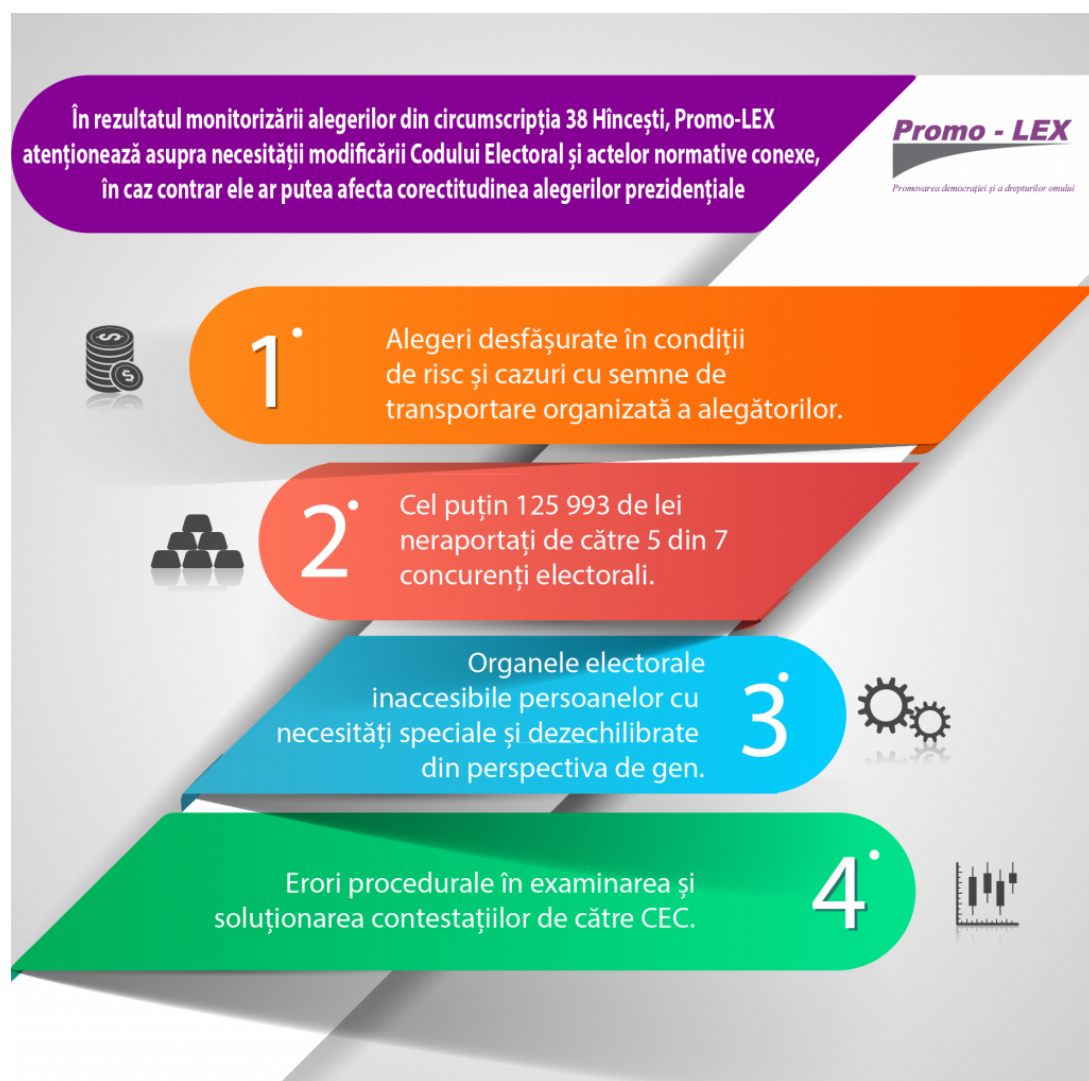 În rezultatul monitorizării alegerilor din circumscripția 38 Hîncești, Promo-LEX
atenționează asupra necesității modificării Codului Electoral și actelor normative conexe,
în caz contrar ele ar putea afecta corectitudinea alegerilor prezidențiale
Promo - LEX
Promovarea democrației și a drepturilor omului
1
Alegeri desfășurate în condiții
de risc și cazuri cu semne de
transportare organizată a alegătorilor.
2
Cel puțin 125 993 de lei
neraportați de către 5 din 7
concurenți electorali.
Organele electorale
inaccesibile persoanelor cu
necesități speciale și dezechilibrate
din perspectiva de gen.
3
Erori procedurale în examinarea și
soluționarea contestațiilor de către CEC.
4